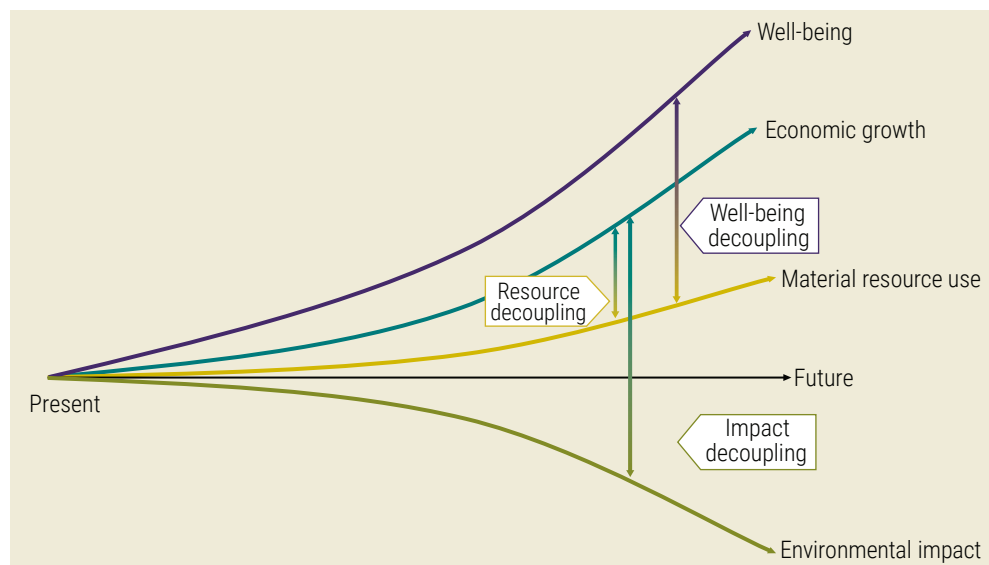 Well-being
Economic growth
Well-being
decoupling
Material resource use
Resource
decoupling
Future
Present
Impact
decoupling
Environmental impact